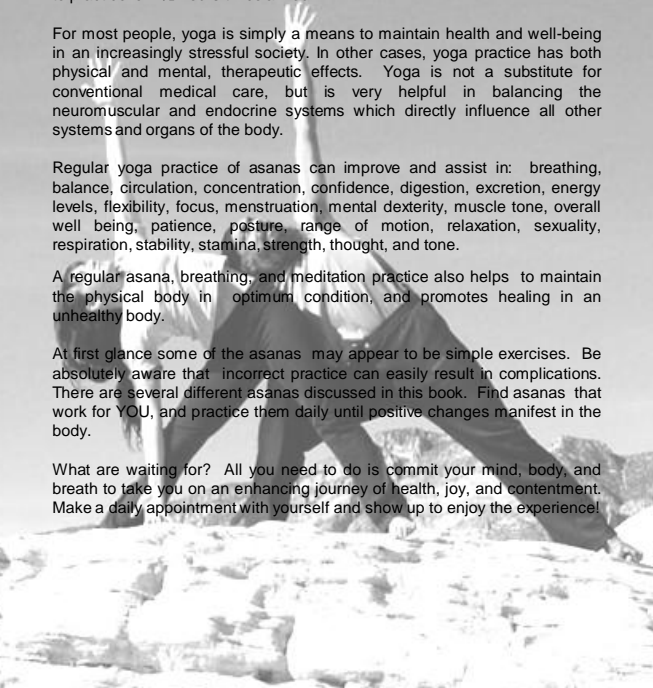 For most people, yoga is simply a means to maintain health and well-being
in an increasingly stressful society. In other cases, yoga practice has both
physical and mental, therapeutic effects. Yoga is not a substitute for
conventional medical care, but is very helpful in balancing the
neuromuscular and endocrine systems which directly influence all other
systems and organs of the body.
Regular yoga practice of asanas can improve and assist in: breathing,
balance, circulation, concentration, confidence, digestion, excretion, energy
levels, flexibility, focus, menstruation, mental dexterity, muscle tone, overall
well being, patience, posture, range of motion, relaxation, sexuality,
respiration, stability, stamina, strength, thought, and tone.
A regular asana, breathing, and meditation practice also helps to maintain
the physical body in optimum condition, and promotes healing in an
unhealthy body.
At first glance some of the asanas may appear to be simple exercises. Be
absolutely aware that incorrect practice can easily result in complications.
There are several different asanas discussed in this book. Find asanas that
work for YOU, and practice them daily until positive changes manifest in the
body.
What are waiting for? All you need to do is commit your mind, body, and
breath to take you on an enhancing journey of health, joy, and contentment.
Make a daily appointment with yourself and show up to enjoy the experience!